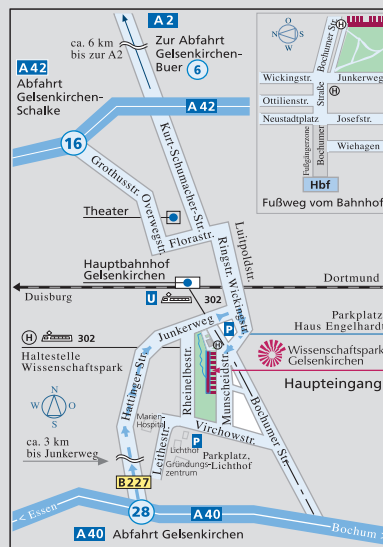 A 2
ca. 6 km
bis zur A2
Zur Abfahrt
Gelsenkirchen-
Buer
6
A 42
Abfahrt
Gelsenkirchen-
Schalke
A 42
16
Kurt-Schumacher-Str.
Grothusstr.
Overwegstr.
Theater
Florastr.
Luitpoldstr.
Ringstr.
Wickingstr.
Hauptbahnhof
Gelsenkirchen
Dortmund
Duisburg
U
302
Junkerweg
P
Parkplatz
Haus Engelhardt
H
302
Haltestelle
Wissenschaftspark
H
Wissenschaftspark
Gelsenkirchen
Haupteingang
Hattinger Str.
Rheinelbestr.
Munscheidstr.
Bochumer Str.
N
W
O
S
Marien-
Hospital
Virchowstr.
Leithestr.
P
Lichthof
Gründungs-
zentrum
Parkplatz,
Lichthof
ca. 3 km
bis Junkerweg
B227
28
< Essen
A 40
Bochum >
A 40 Abfahrt Gelsenkirchen
N
O
W
S
H
Bochumer Str.
Wickingstr.
Junkerweg
H
Ottilienstr.
Neustadtplatz
Josefstr.
Bochumer Straße
Fußgängerzone
Wiehagen
Hbf
Fußweg vom Bahnhof